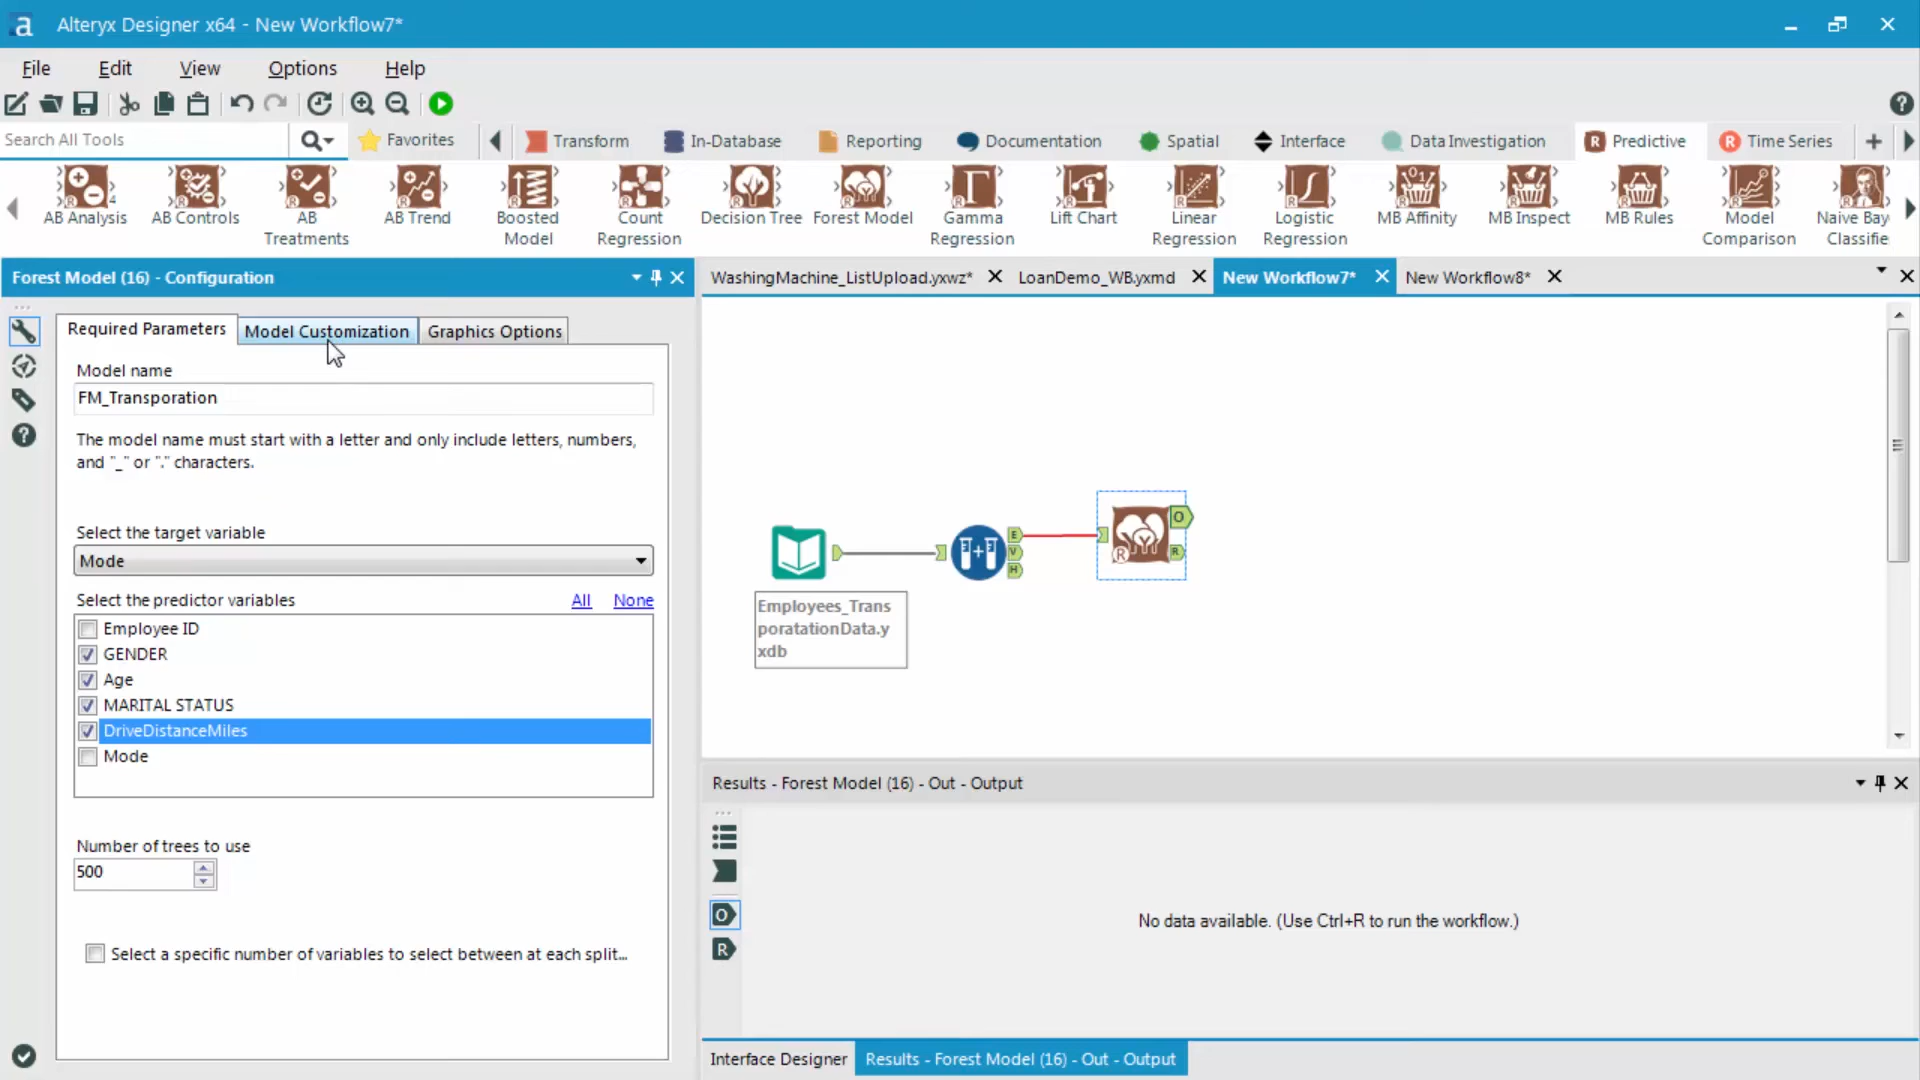 a Alteryx Designer x64 - New Workflow7*
File Edit View Options Help
Search All Tools Favorites Transform In-Database Reporting Documentation Spatial Interface Data Investigation R Predictive R Time Series
AB Analysis AB Controls AB Treatments AB Trend Boosted Model Count Regression Decision Tree Forest Model Gamma Regression Lift Chart Linear Regression Logistic Regression MB Affinity MB Inspect MB Rules Model Comparison Naive Bay Classifie
Forest Model (16) - Configuration
WashingMachine_ListUpload.yxwz* LoanDemo_WB.yxmd New Workflow7* New Workflow8*
Required Parameters Model Customization Graphics Options
Model name
FM_Transporation
The model name must start with a letter and only include letters, numbers,
and "_" or "." characters.
Select the target variable
Mode
Select the predictor variables All None
Employee ID
GENDER
Age
MARITAL STATUS
DriveDistanceMiles
Mode
Number of trees to use
500
Select a specific number of variables to select between at each split...
E
V
H
O
R
R
Employees_Trans
poratationData.y
xdb
Results - Forest Model (16) - Out - Output
O
R
No data available. (Use Ctrl+R to run the workflow.)
Interface Designer Results - Forest Model (16) - Out - Output